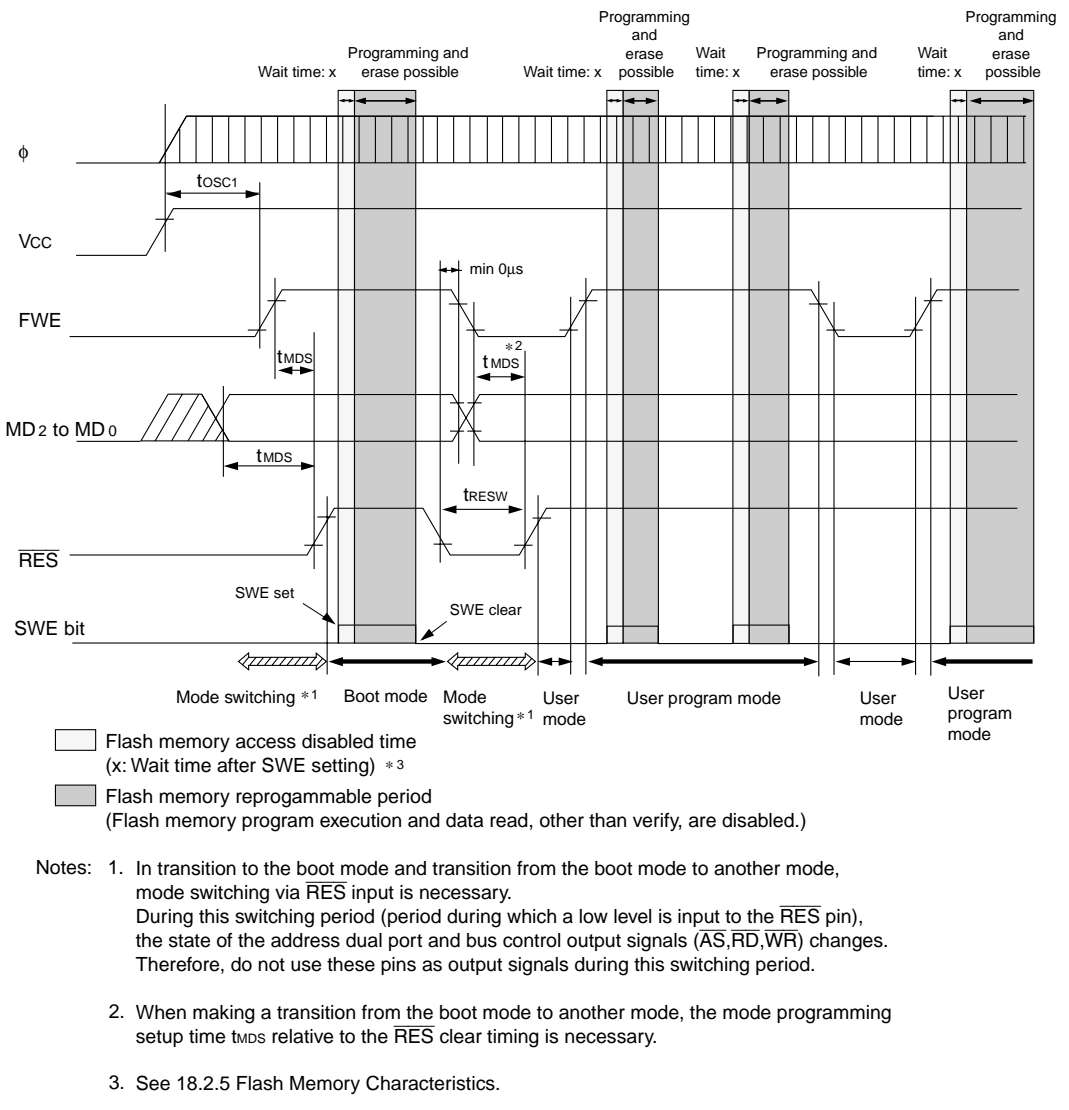 Programming
and
erase
possible
Programming
and
erase
possible
Programming and
erase possible
Wait
time: x
Programming and
erase possible
Wait
time: x
Wait time: x
Wait time: x
ϕ
tOSC1
VCC
min 0µs
FWE
tMDS
*2
tMDS
MD2 to MD0
tMDS
tRESW
RES
SWE set
SWE clear
SWE bit
Mode switching *1
Boot mode
Mode
switching*1
User
mode
User program mode
User
mode
User
program
mode
Flash memory access disabled time
(x: Wait time after SWE setting) *3
Flash memory reprogammable period
(Flash memory program execution and data read, other than verify, are disabled.)
Notes: 1. In transition to the boot mode and transition from the boot mode to another mode,
mode switching via RES input is necessary.
During this switching period (period during which a low level is input to the RES pin),
the state of the address dual port and bus control output signals (AS,RD,WR) changes.
Therefore, do not use these pins as output signals during this switching period.
2. When making a transition from the boot mode to another mode, the mode programming
setup time tMDS relative to the RES clear timing is necessary.
3. See 18.2.5 Flash Memory Characteristics.